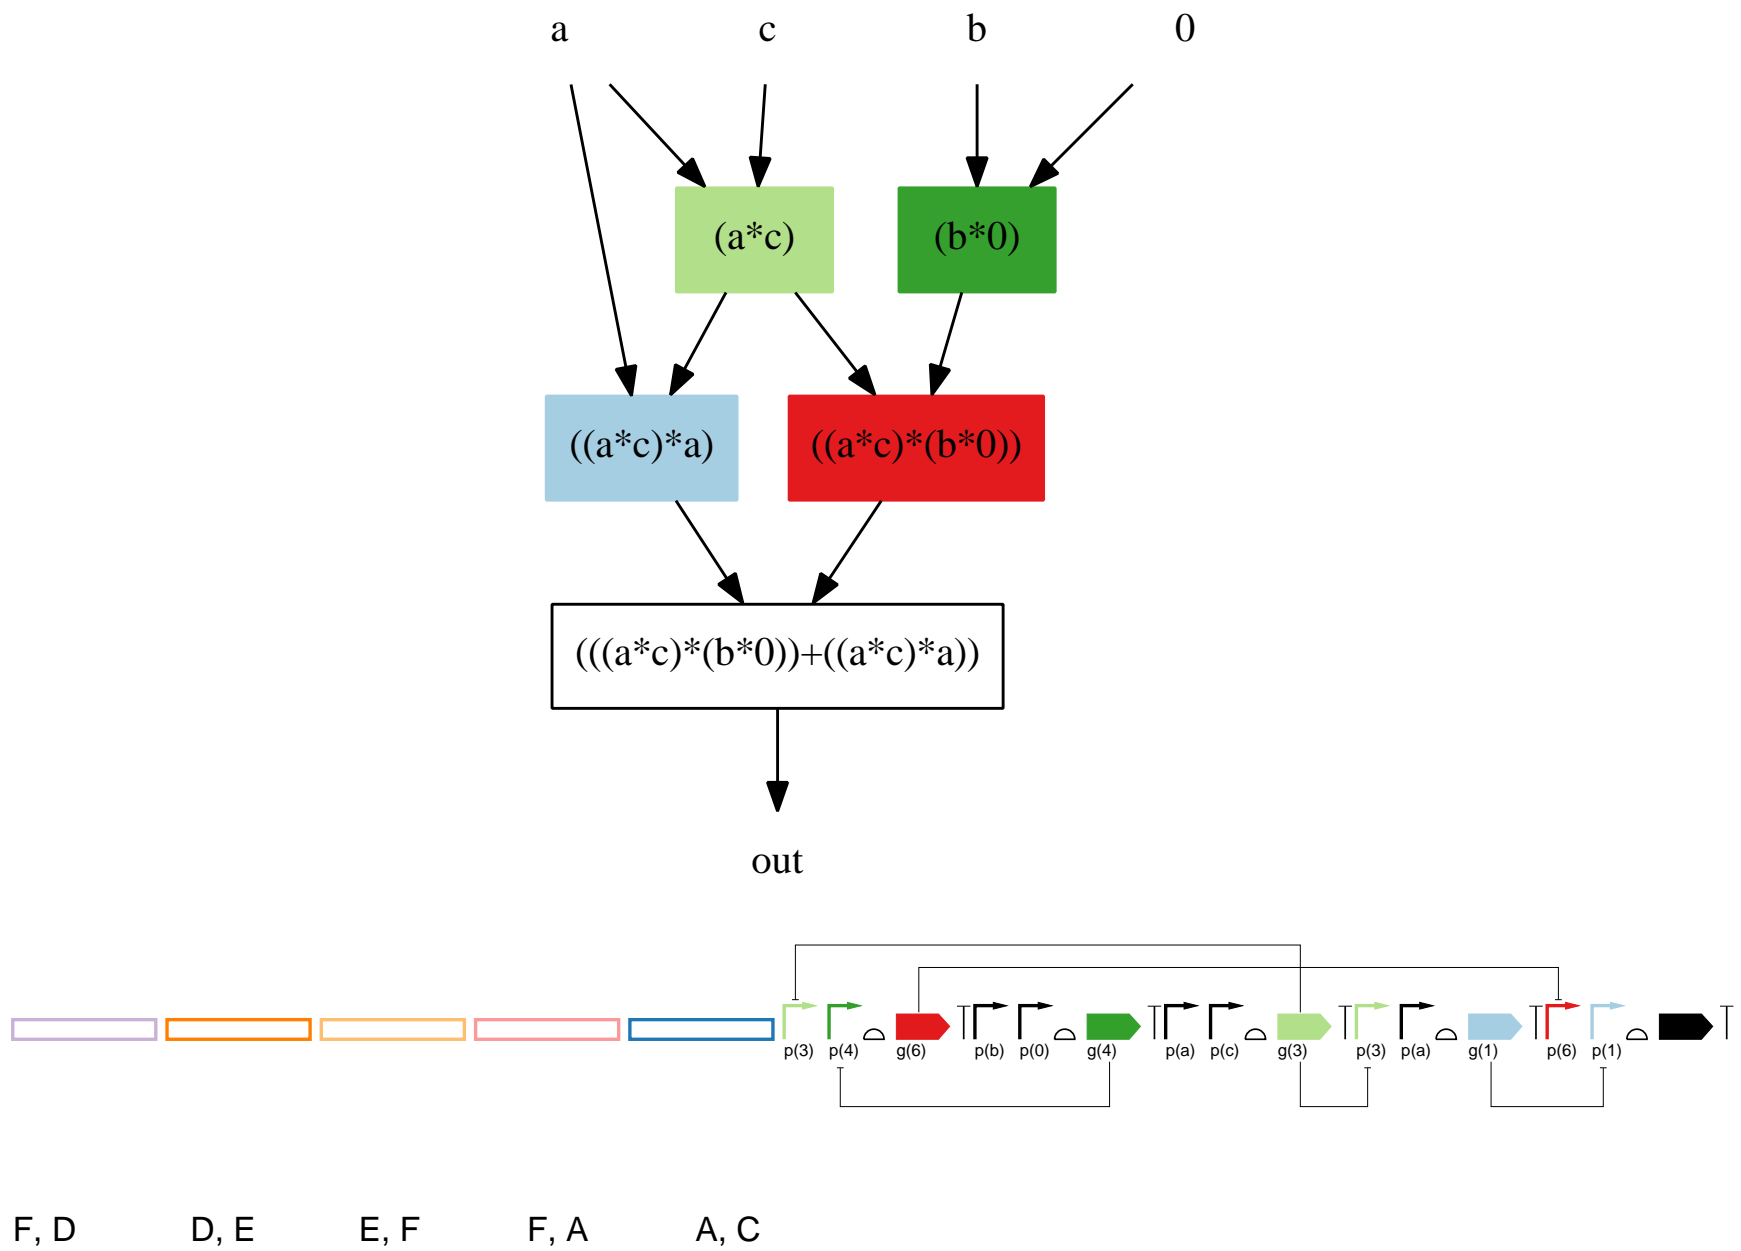 a c b 0
(a*c) (b*0)
((a*c)*a) ((a*c)*(b*0))
(((a*c)*(b*0))+((a*c)*a))
out
p(3) p(4) g(6) p(b) p(0) g(4) p(a) p(c) g(3) p(3) p(a) g(1) p(6) p(1)
F, D D, E E, F F, A A, C